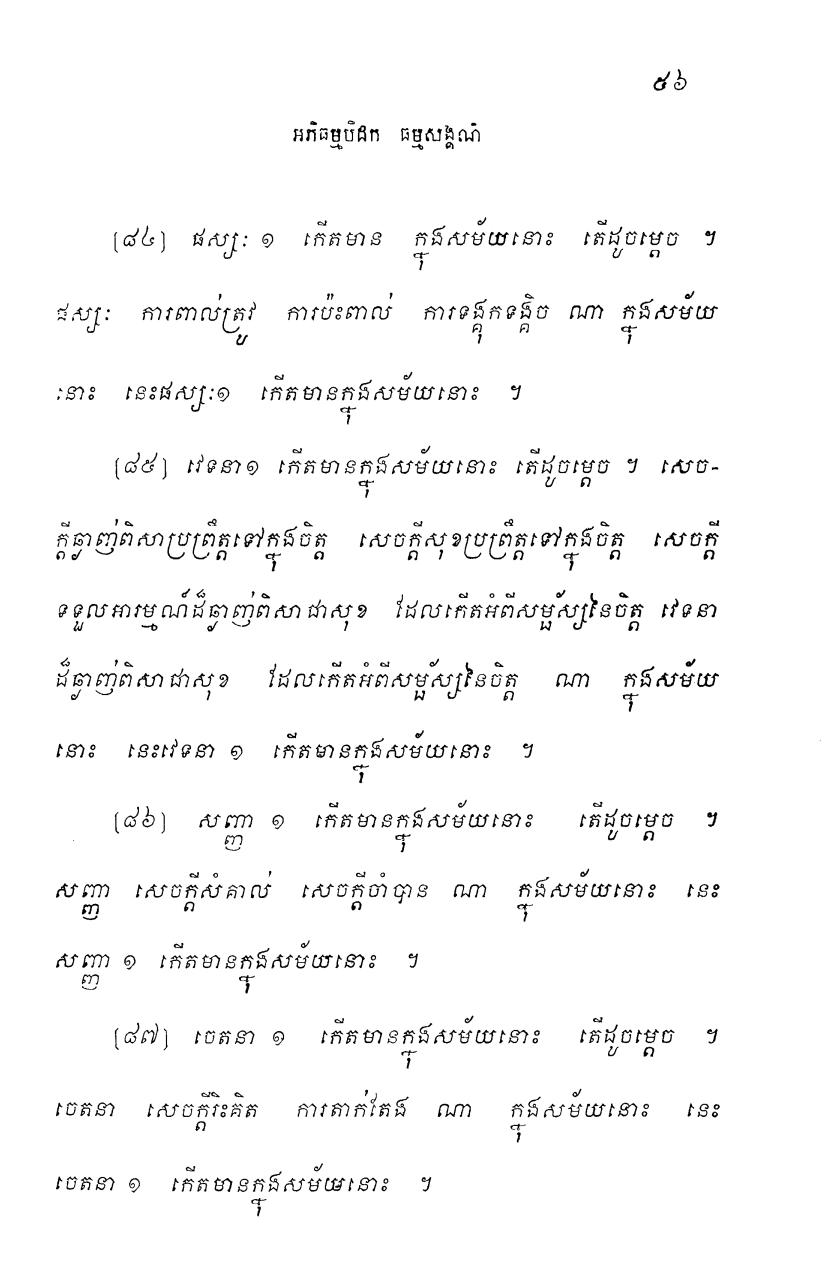 ៥៦
អភិធម្មបិដក ធម្មសង្គណី
[៨៤] ផស្សៈ ១ កើតមាន ក្នុងសម័យនោះ តើដូចម្តេច ។
ផស្សៈ ការពាល់ត្រូវ ការប៉ះពាល់ ការទង្គុកទង្គិច ណា ក្នុងសម័យ
នោះ នេះផស្សៈ១ កើតមានក្នុងសម័យនោះ ។
[៨៥] វេទនា១ កើតមានក្នុងសម័យនោះ តើដូចម្តេច ។ សេច-
ក្តីឆ្ងាញ់ពិសាប្រព្រឹត្តទៅក្នុងចិត្ត សេចក្តីសុខប្រព្រឹត្តទៅក្នុងចិត្ត សេចក្តី
ទទួលអារម្មណ៍ដ៏ឆ្ងាញ់ពិសាជាសុខ ដែលកើតអំពីសម្ផ័ស្សនៃចិត្ត វេទនា
ដ៏ឆ្ងាញ់ពិសាជាសុខ ដែលកើតអំពីសម្ផ័ស្សនៃចិត្ត ណា ក្នុងសម័យ
នោះ នេះវេទនា ១ កើតមានក្នុងសម័យនោះ ។
[៨៦] សញ្ញា ១ កើតមានក្នុងសម័យនោះ តើដូចម្តេច ។
សញ្ញា សេចក្តីសំគាល់ សេចក្តីចាំបាន ណា ក្នុងសម័យនោះ នេះ
សញ្ញា ១ កើតមានក្នុងសម័យនោះ ។
[៨៧] ចេតនា ១ កើតមានក្នុងសម័យនោះ តើដូចម្តេច ។
ចេតនា សេចក្តីរិះគិត ការតាក់តែង ណា ក្នុងសម័យនោះ នេះ
ចេតនា ១ កើតមានក្នុងសម័យនោះ ។